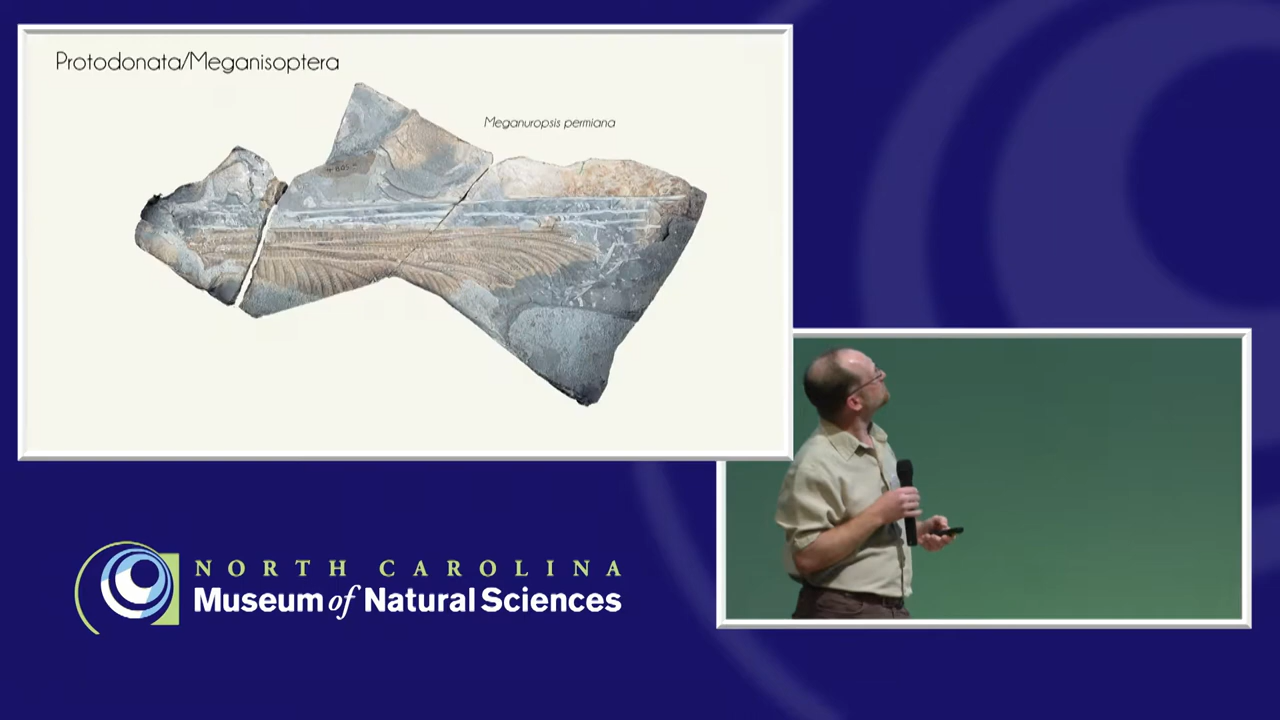 Protodonata/Meganisoptera
Meganuropsis permiana
NORTH CAROLINA
Museum of Natural Sciences